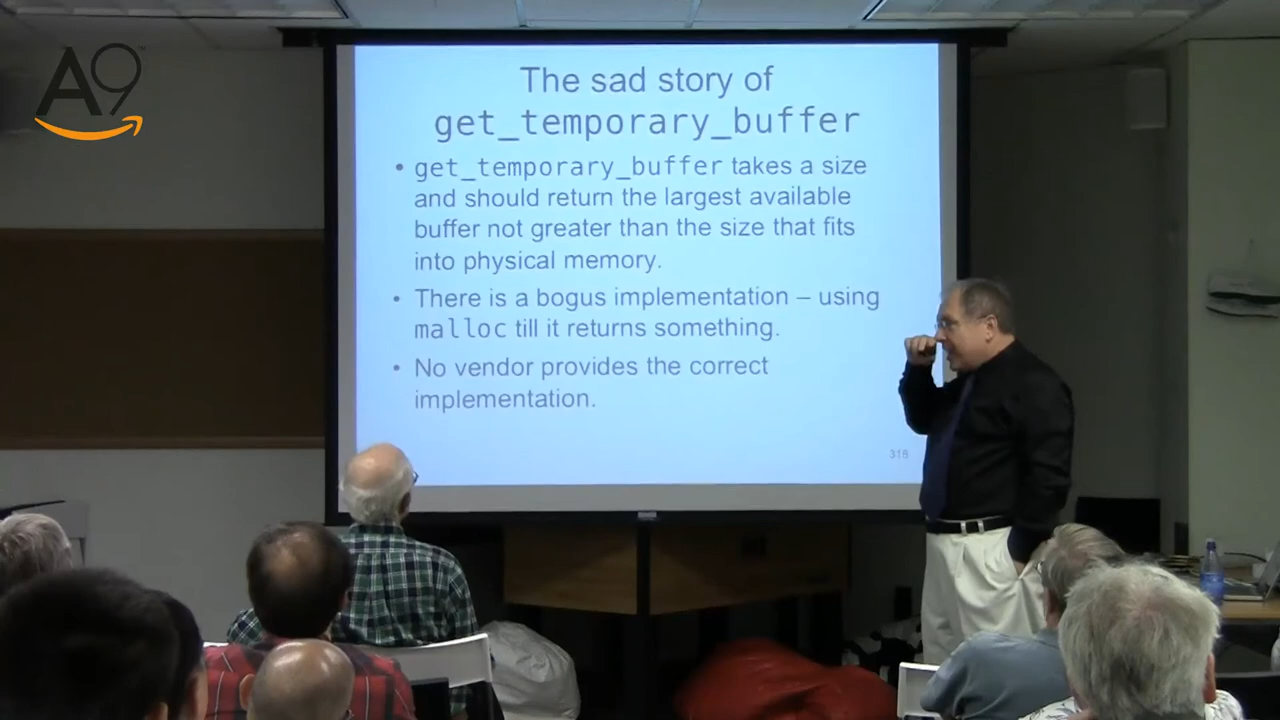 A9
The sad story of
get_temporary_buffer
• get_temporary_buffer takes a size
and should return the largest available
buffer not greater than the size that fits
into physical memory.
• There is a bogus implementation – using
malloc till it returns something.
• No vendor provides the correct
implementation.
318